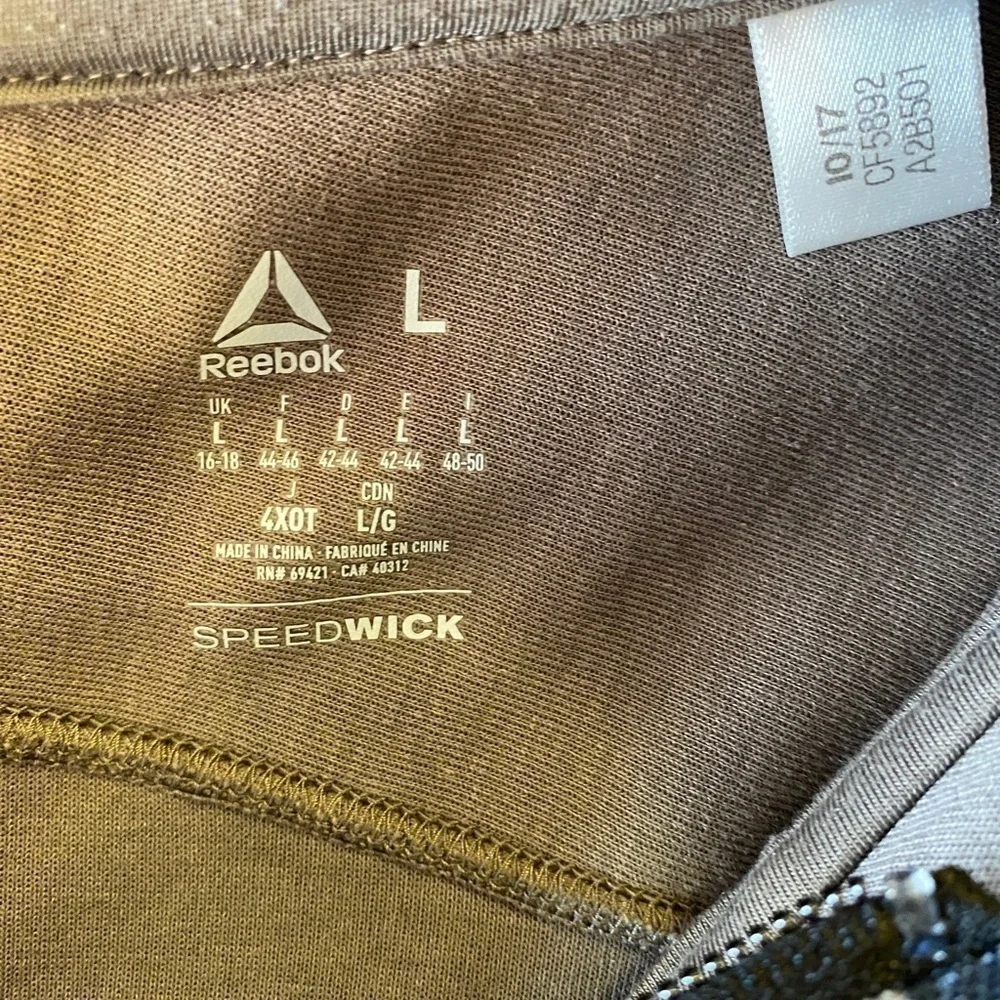 10/17
CF5892
A2B501
L
Reebok
UK F D E I
L L L L L
16-18 44-46 42-44 42-44 48-50
J CDN
4XOT L/G
MADE IN CHINA · FABRIQUÉ EN CHINE
RN# 69421 · CA# 40312
SPEEDWICK